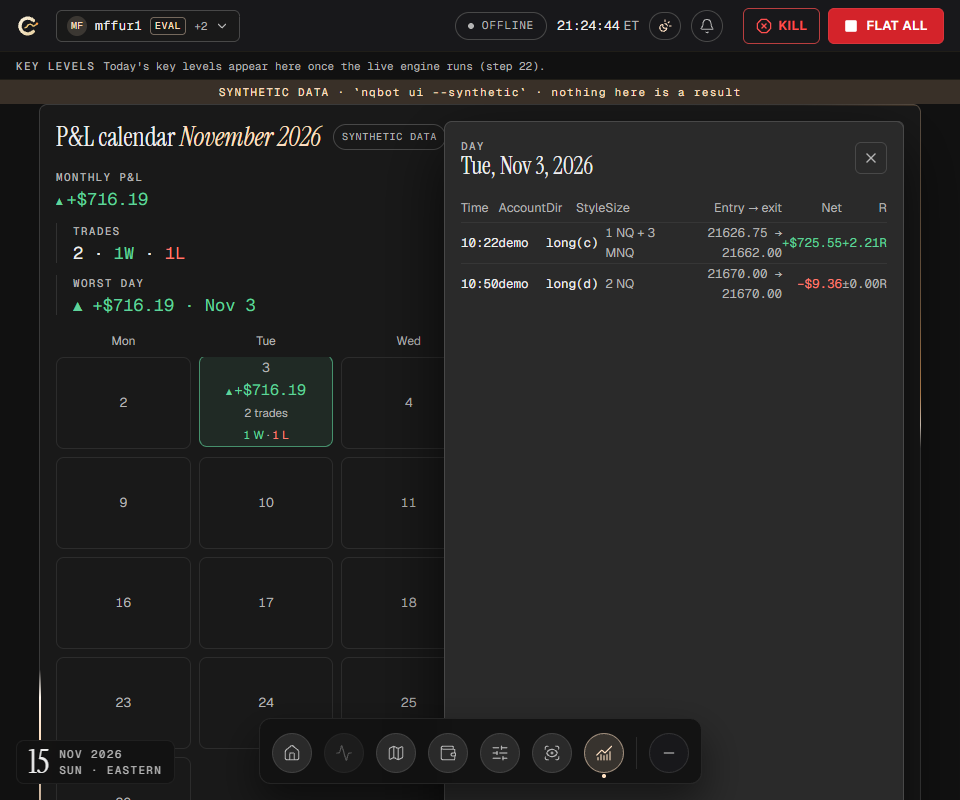 MF mffur1 EVAL +2
OFFLINE
21:24:44 ET
KILL
FLAT ALL
KEY LEVELS Today's key levels appear here once the live engine runs (step 22).
SYNTHETIC DATA · `nqbot ui --synthetic` · nothing here is a result
P&L calendar November 2026
SYNTHETIC DATA
MONTHLY P&L
▲+$716.19
TRADES
2 · 1W · 1L
WORST DAY
▲ +$716.19 · Nov 3
Mon Tue Wed
2
3
▲+$716.19
2 trades
1 W · 1 L
4
9 10 11
16 17 18
23 24 25
DAY
Tue, Nov 3, 2026
Time Account Dir Style Size Entry → exit Net R
10:22 demo long (c) 1 NQ + 3 MNQ 21626.75 → 21662.00 +$725.55 +2.21R
10:50 demo long (d) 2 NQ 21670.00 → 21670.00 −$9.36 ±0.00R
15 NOV 2026
SUN · EASTERN